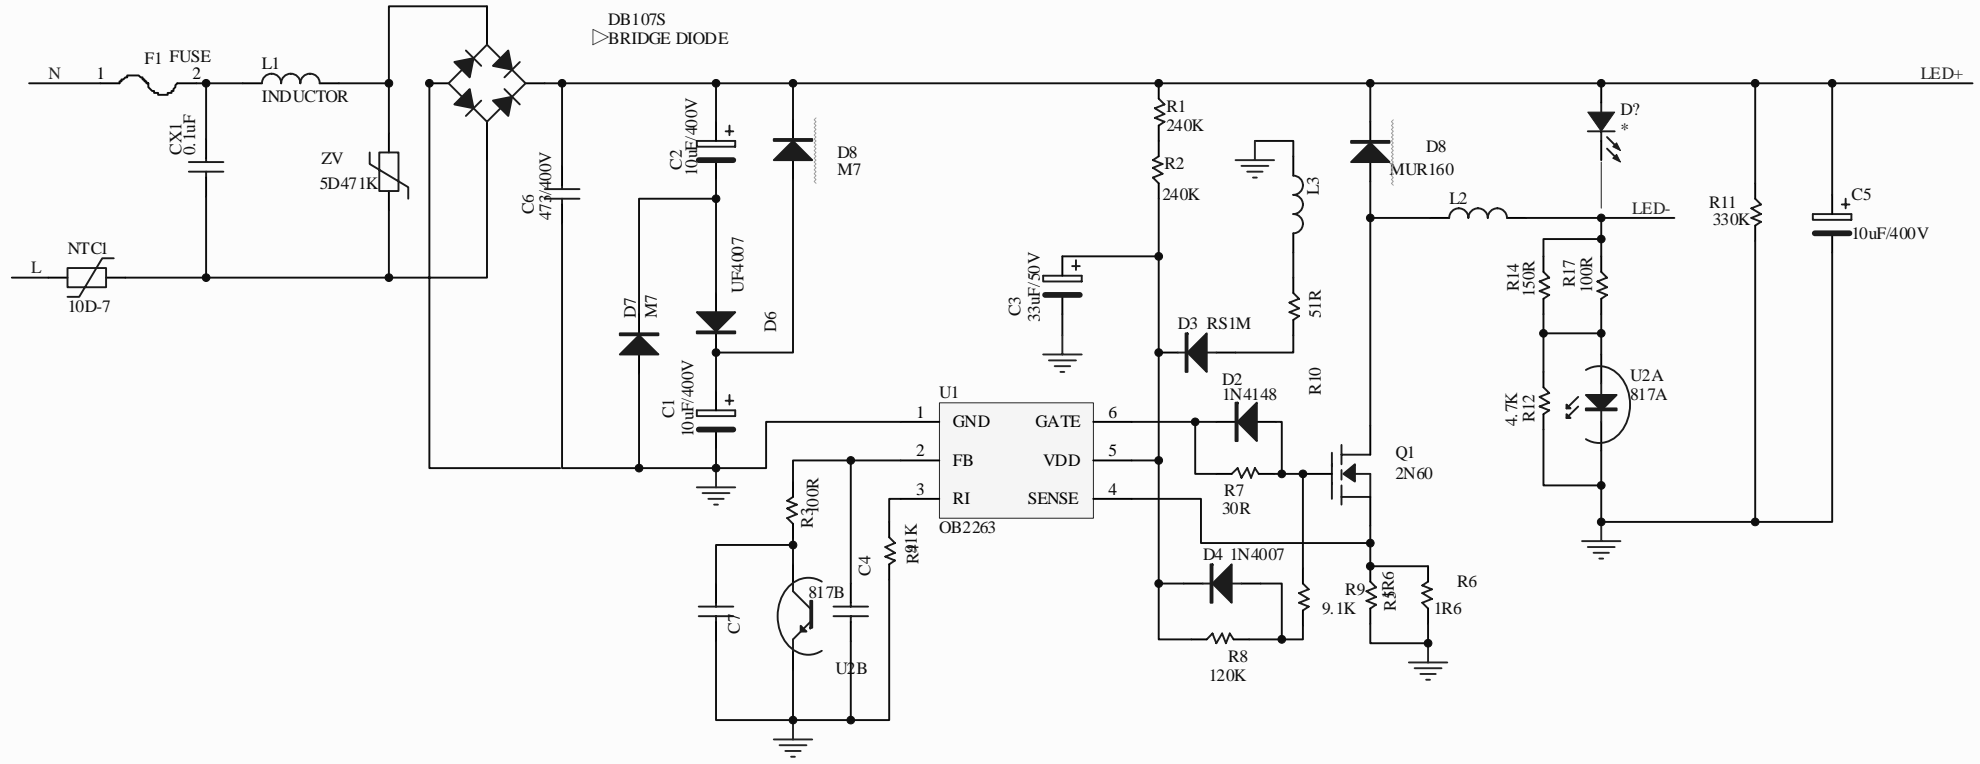 DB107S
BRIDGE DIODE
F1 FUSE
N
1
2
L1
INDUCTOR
LED+
CX1
0.1uF
ZV
5D471K
C6
473/400V
C2
10uF/400V
+
D8
M7
R1
240K
R2
240K
L3
D8
MUR160
D?
*
L2
LED-
R11
330K
C5
+
10uF/400V
NTC1
L
10D-7
UF4007
D7
M7
D6
C3
33uF/50V
+
D3 RS1M
51R
R10
R14
150R
R17
100R
C1
10uF/400V
+
U1
1
GND
GATE
6
2
FB
VDD
5
3
RI
SENSE
4
OB2263
D2
1N4148
R7
30R
Q1
2N60
4.7K
R12
U2A
817A
R3
100R
C4
91K
D4 1N4007
C7
817B
U2B
R9
9.1K
1R6
R6
1R6
R8
120K